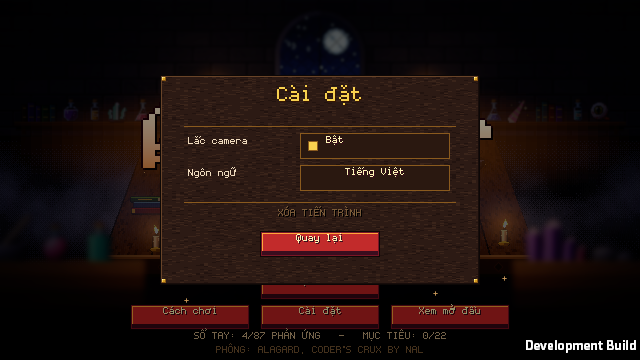 Cài đặt
Lắc camera
Bật
Ngôn ngữ
Tiếng Việt
XÓA TIẾN TRÌNH
Quay lại
Cách chơi
Cài đặt
Xem mở đầu
SỔ TAY: 4/87 PHẢN ỨNG – MỤC TIÊU: 0/22
PHÔNG: ALAGARD, CODER'S CRUX BY NAL
Development Build